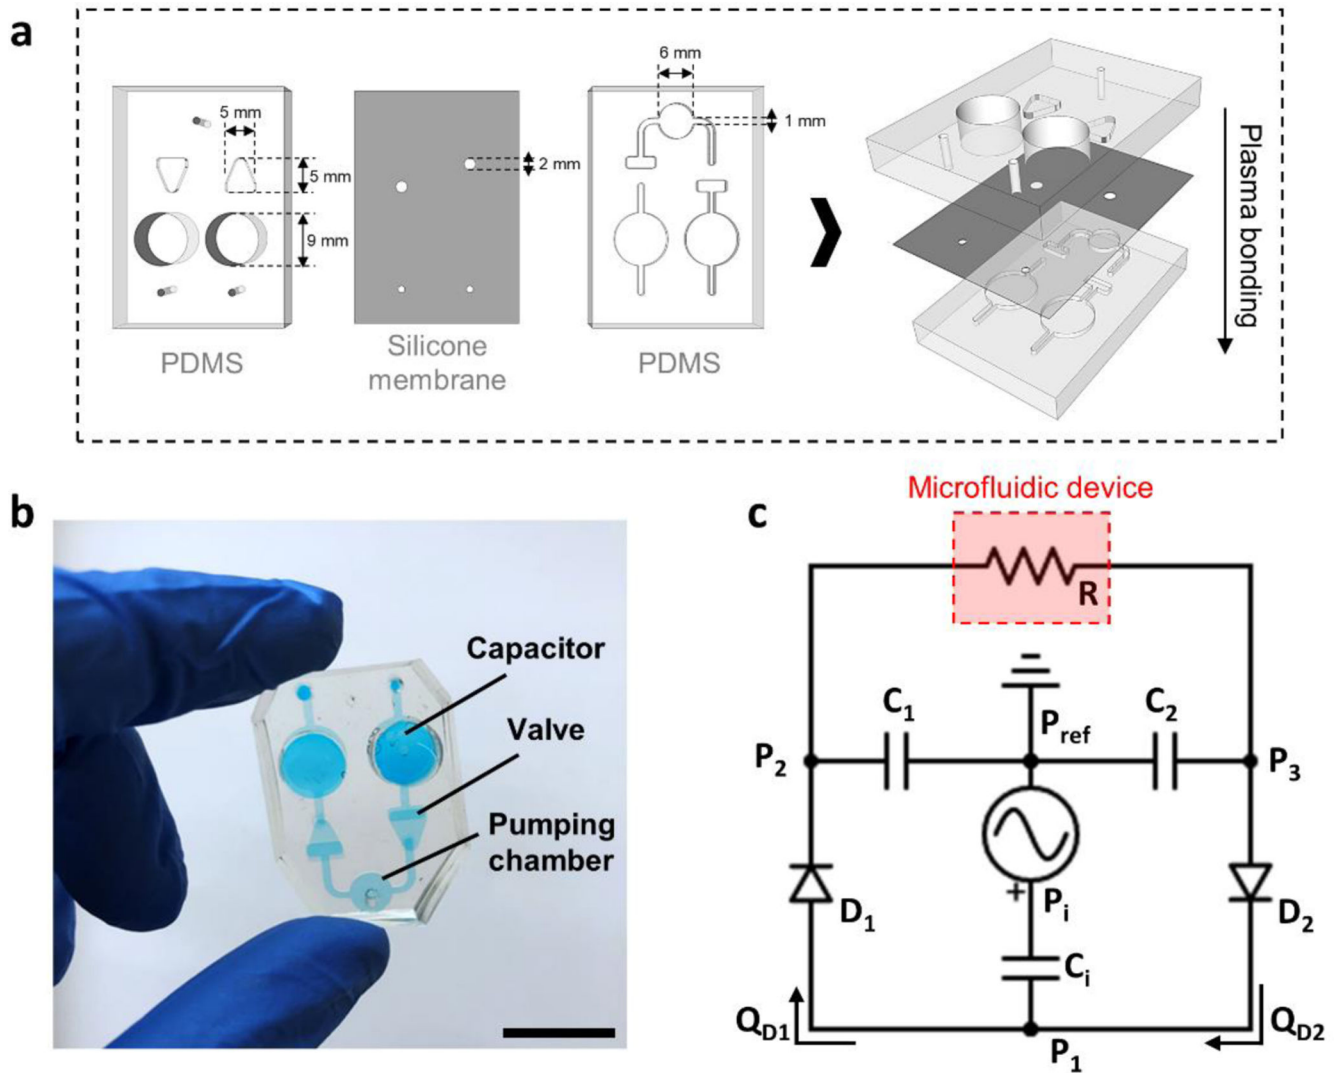 a
6 mm
5 mm
1 mm
2 mm
5 mm
9 mm
Plasma bonding
PDMS
Silicone
membrane
PDMS
b
Capacitor
Valve
Pumping
chamber
c
Microfluidic device
R
C1
Pref
C2
P2
P3
D1
Pi
D2
Ci
QD1
QD2
P1